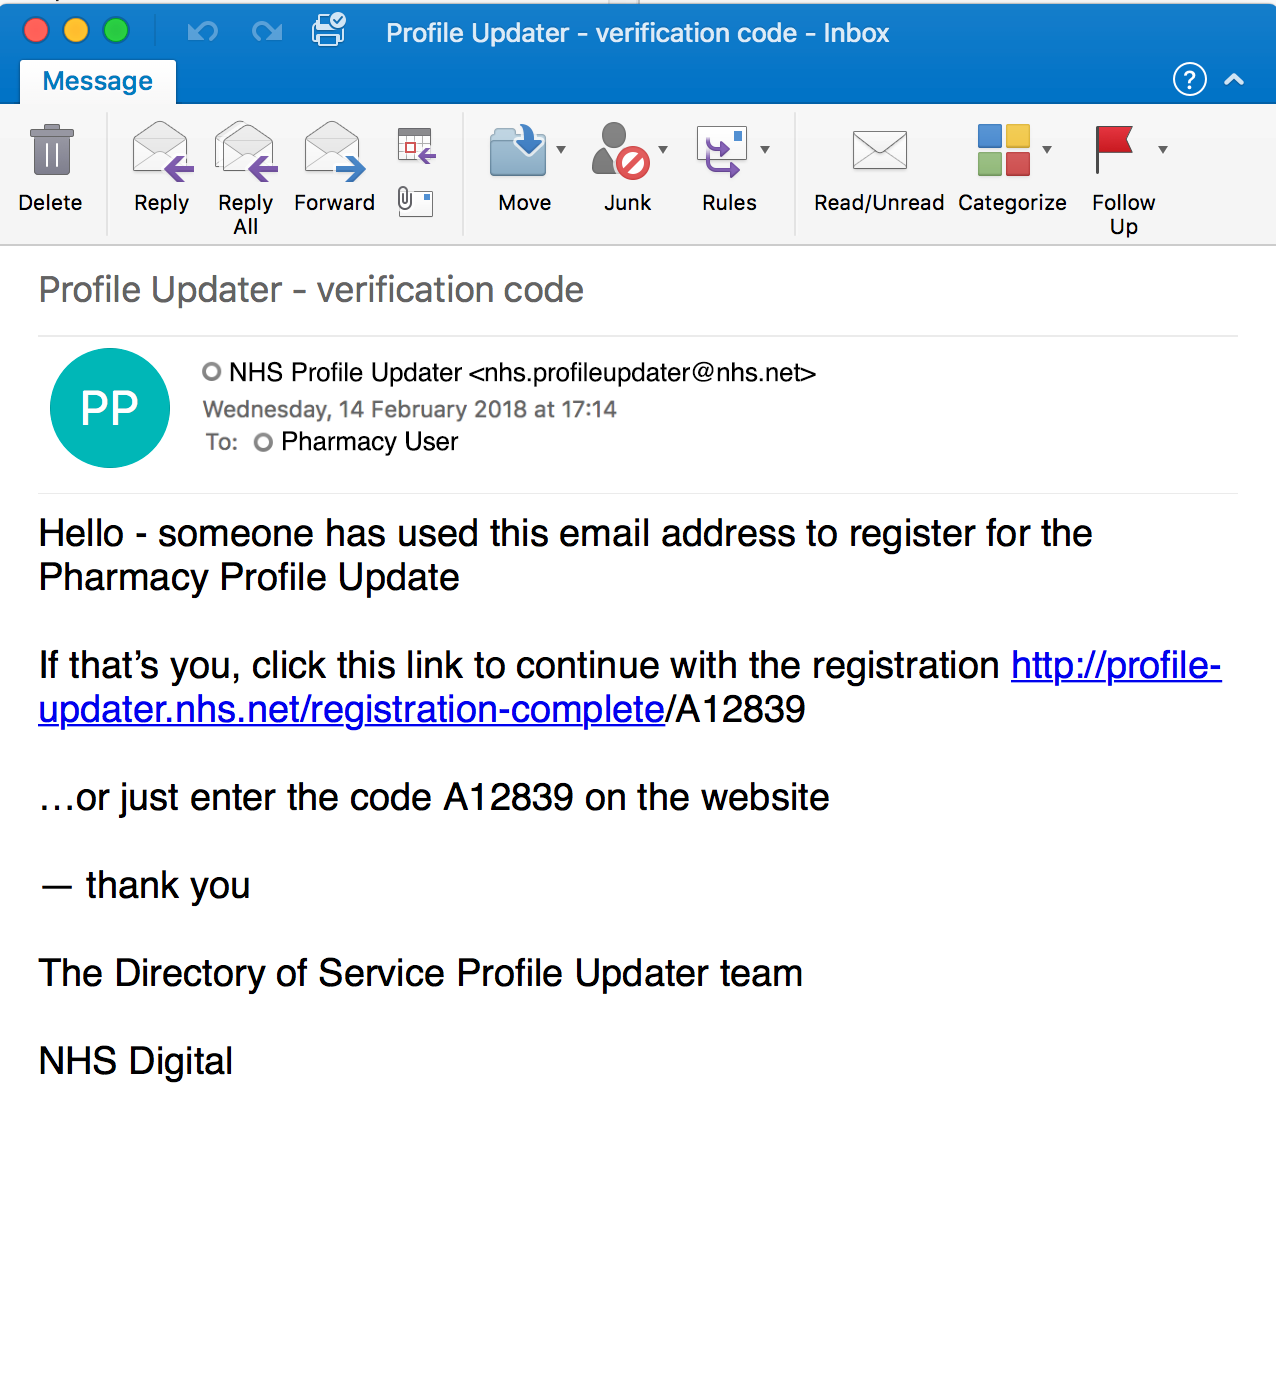 Profile Updater - verification code - Inbox
Message
?
Delete
Reply
Reply All
Forward
Move
Junk
Rules
Read/Unread
Categorize
Follow Up
Profile Updater - verification code
PP
NHS Profile Updater <nhs.profileupdater@nhs.net>
Wednesday, 14 February 2018 at 17:14
To: Pharmacy User
Hello - someone has used this email address to register for the
Pharmacy Profile Update
If that’s you, click this link to continue with the registration http://profile-
updater.nhs.net/registration-complete/A12839
…or just enter the code A12839 on the website
— thank you
The Directory of Service Profile Updater team
NHS Digital